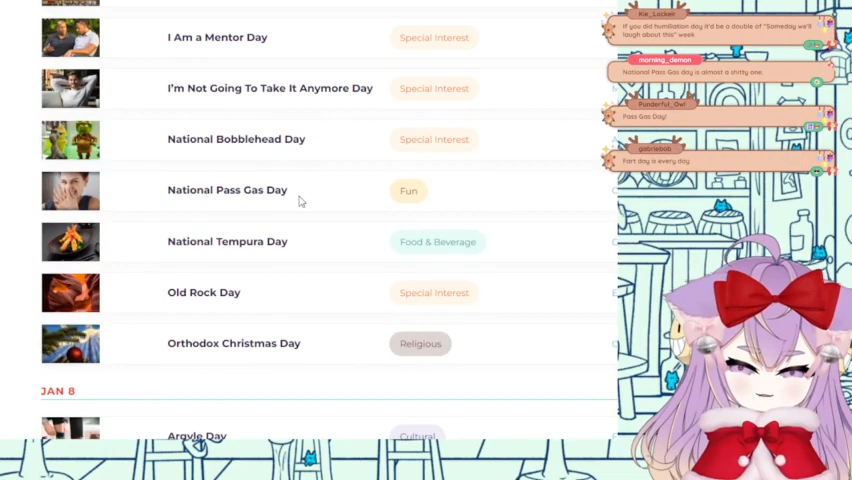 I Am a Mentor Day
Special Interest
I'm Not Going To Take It Anymore Day
Special Interest
National Bobblehead Day
Special Interest
National Pass Gas Day
Fun
National Tempura Day
Food & Beverage
Old Rock Day
Special Interest
Orthodox Christmas Day
Religious
JAN 8
Argyle Day
Cultural
Kie_Lockeir
If you did humiliation day it'd be a double of "Someday we'll
laugh about this" week
morning_demon
National Pass Gas day is almost a shitty one.
Punderful_Owl
Pass Gas Day!
gabriebob
Fart day is every day